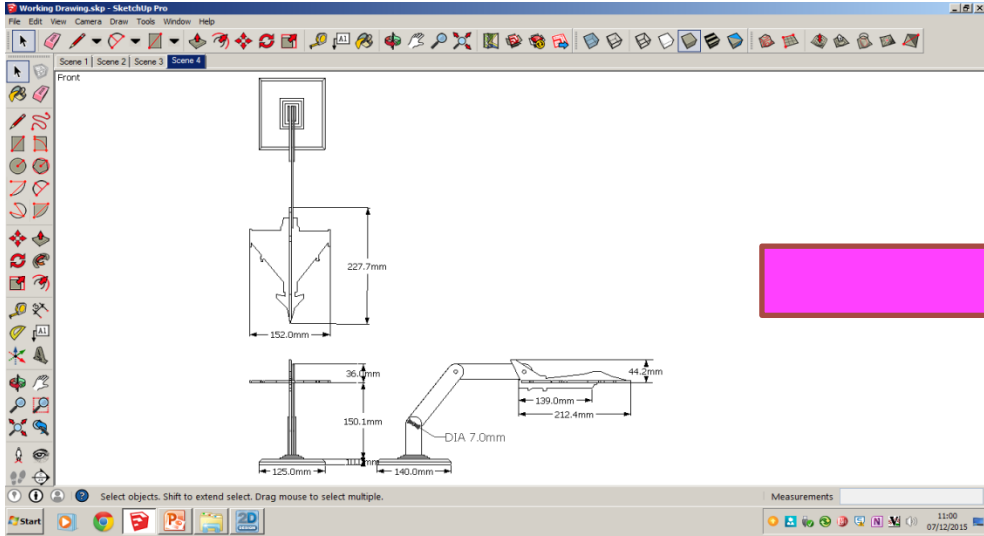 Working Drawing.skp - SketchUp Pro
File Edit View Camera Draw Tools Window Help
A1
Scene 1 Scene 2 Scene 3 Scene 4
Front
A1
227.7mm
152.0mm
36.0mm
44.2mm
139.0mm
212.4mm
150.1mm
DIA 7.0mm
125.0mm
140.0mm
Select objects. Shift to extend select. Drag mouse to select multiple.
Measurements
Start
2D
11:00
07/12/2015